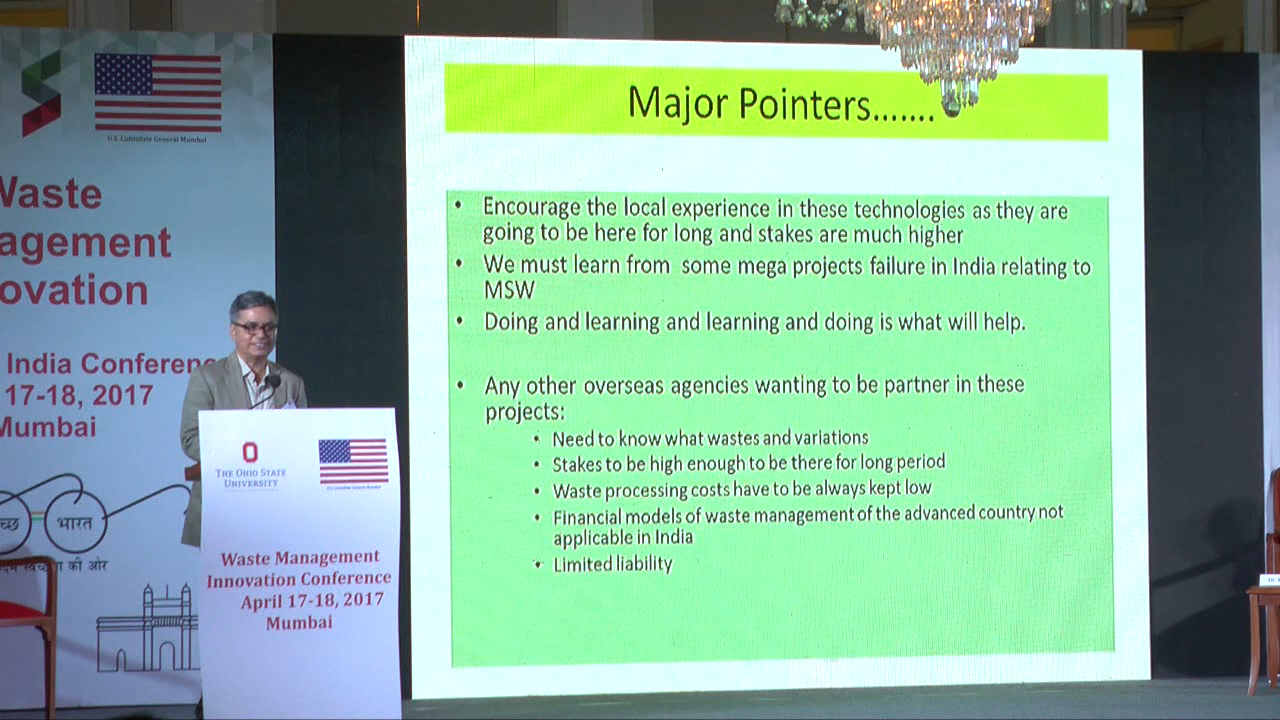 U.S. Consulate General Mumbai
Waste
agement
ovation
India Conferenc
17-18, 2017
Mumbai
च्छ
भारत
की ओर
THE OHIO STATE
UNIVERSITY
Waste Management
Innovation Conference
April 17-18, 2017
Mumbai
Major Pointers.......
• Encourage the local experience in these technologies as they are
going to be here for long and stakes are much higher
• We must learn from some mega projects failure in India relating to
MSW
• Doing and learning and learning and doing is what will help.
• Any other overseas agencies wanting to be partner in these
projects:
• Need to know what wastes and variations
• Stakes to be high enough to be there for long period
• Waste processing costs have to be always kept low
• Financial models of waste management of the advanced country not
applicable in India
• Limited liability